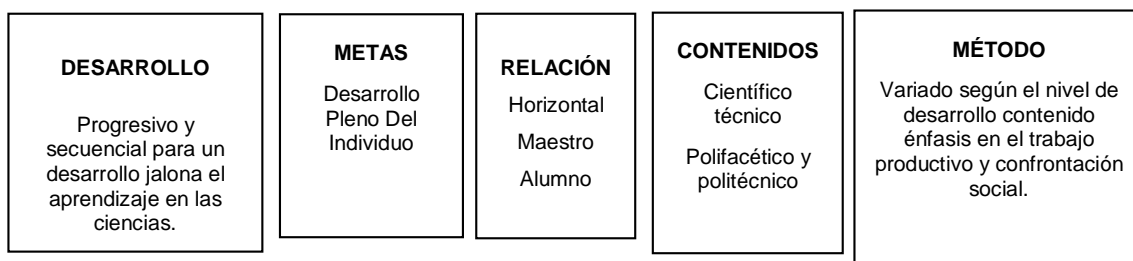 DESARROLLO
Progresivo y
secuencial para un
desarrollo jalona el
aprendizaje en las
ciencias.
METAS
Desarrollo
Pleno Del
Individuo
RELACIÓN
Horizontal
Maestro
Alumno
CONTENIDOS
Científico
técnico
Polifacético y
politécnico
MÉTODO
Variado según el nivel de
desarrollo contenido
énfasis en el trabajo
productivo y confrontación
social.